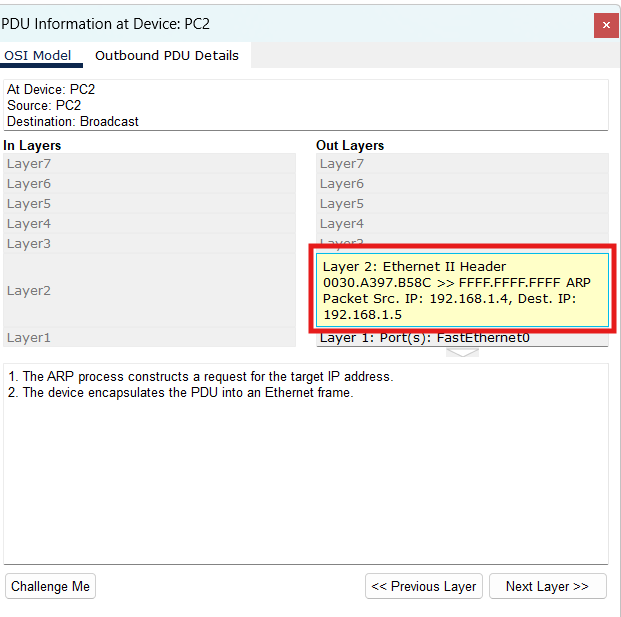 PDU Information at Device: PC2
×
OSI Model Outbound PDU Details
At Device: PC2
Source: PC2
Destination: Broadcast
In Layers
Out Layers
Layer7
Layer7
Layer6
Layer6
Layer5
Layer5
Layer4
Layer4
Layer3
Layer3
Layer2
Layer 2: Ethernet II Header
0030.A397.B58C >> FFFF.FFFF.FFFF ARP
Packet Src. IP: 192.168.1.4, Dest. IP:
192.168.1.5
Layer1
Layer 1: Port(s): FastEthernet0
1. The ARP process constructs a request for the target IP address.
2. The device encapsulates the PDU into an Ethernet frame.
Challenge Me
<< Previous Layer
Next Layer >>